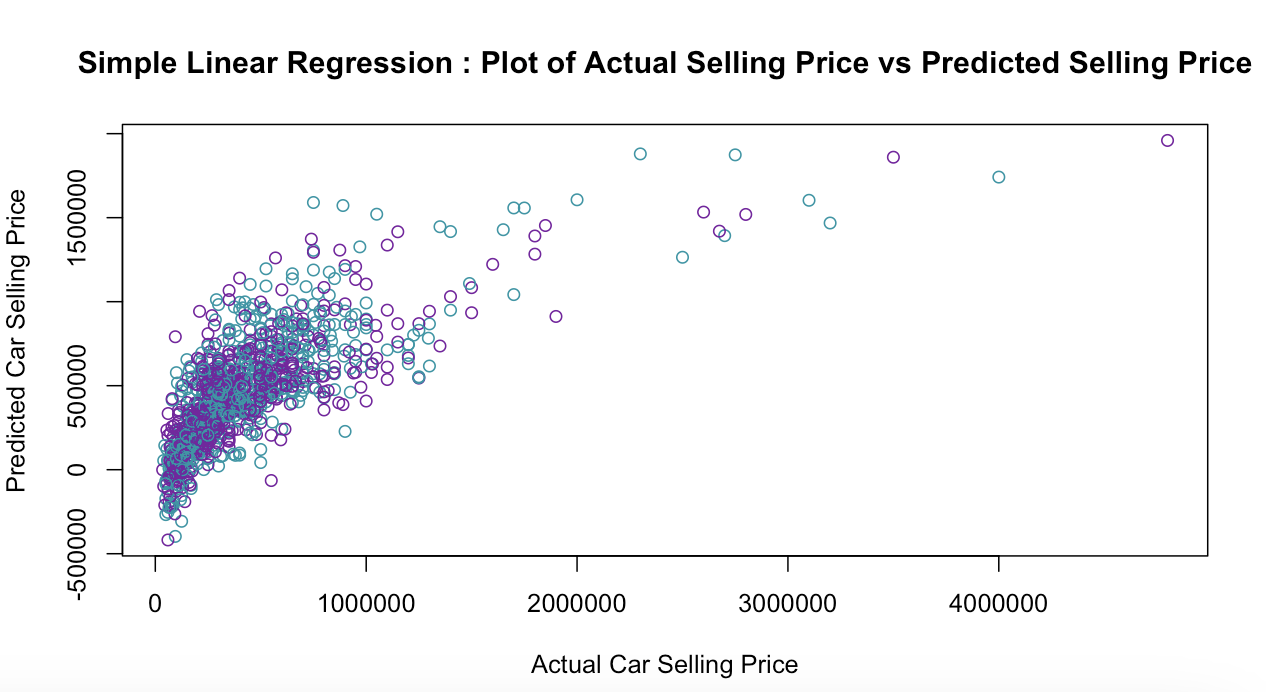 Simple Linear Regression : Plot of Actual Selling Price vs Predicted Selling Price
Predicted Car Selling Price
1500000
500000
0
-500000
0 1000000 2000000 3000000 4000000
Actual Car Selling Price